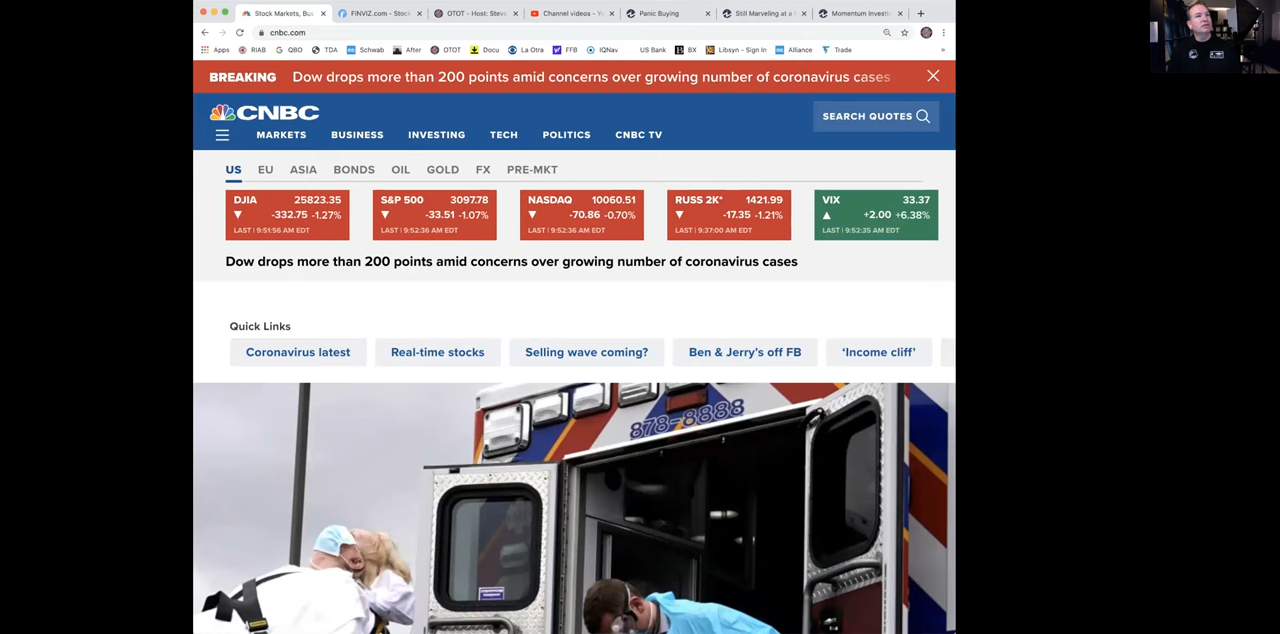 Stock Markets, Bus
FINVIZ.com - Stoc
OTOT - Host: Steve
Channel videos - Y
Panic Buying
Still Marveling at a
Momentum Investi
cnbc.com
Apps RIAB QBO TDA Schwab After OTOT Docu La Otra FFB IQNav US Bank BX Libsyn - Sign In Alliance Trade »
BREAKING Dow drops more than 200 points amid concerns over growing number of coronavirus cases
CNBC
SEARCH QUOTES
MARKETS BUSINESS INVESTING TECH POLITICS CNBC TV
US EU ASIA BONDS OIL GOLD FX PRE-MKT
DJIA 25823.35
▼ -332.75 -1.27%
LAST | 9:51:56 AM EDT
S&P 500 3097.78
▼ -33.51 -1.07%
LAST | 9:52:36 AM EDT
NASDAQ 10060.51
▼ -70.86 -0.70%
LAST | 9:52:36 AM EDT
RUSS 2K* 1421.99
▼ -17.35 -1.21%
LAST | 9:37:00 AM EDT
VIX 33.37
▲ +2.00 +6.38%
LAST | 9:52:35 AM EDT
Dow drops more than 200 points amid concerns over growing number of coronavirus cases
Quick Links
Coronavirus latest
Real-time stocks
Selling wave coming?
Ben & Jerry's off FB
‘Income cliff’
878-8888